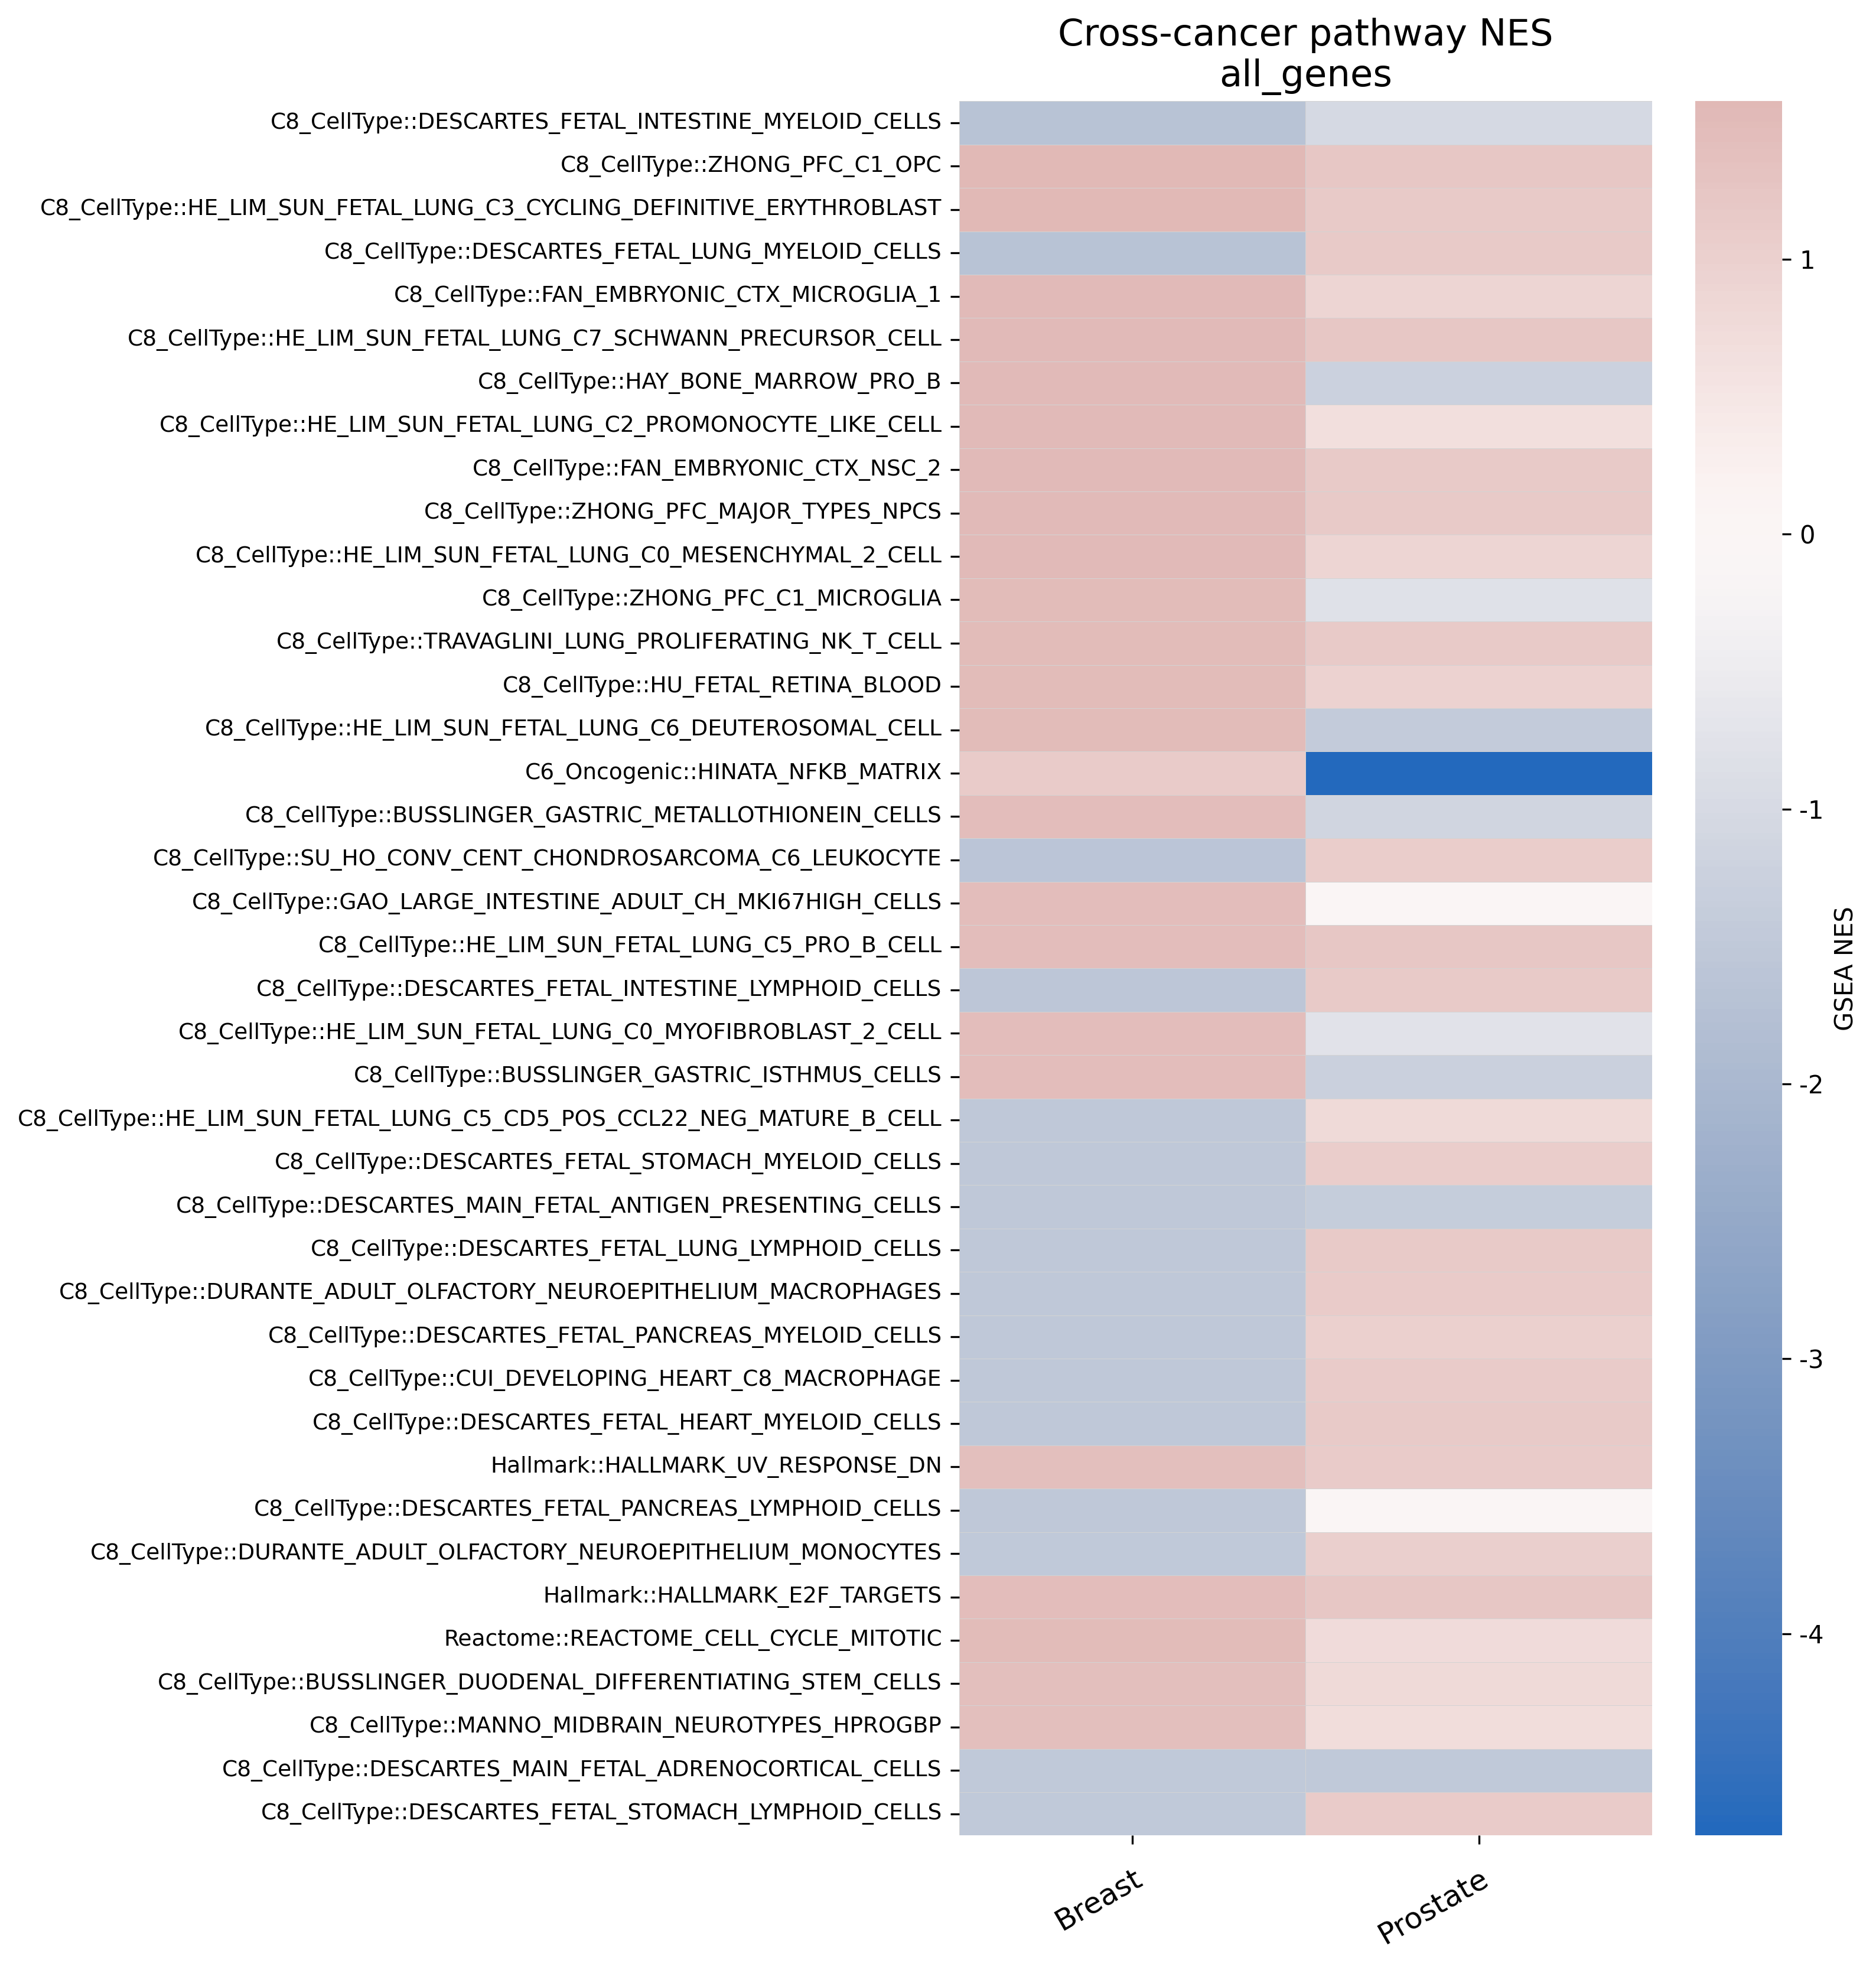 Cross-cancer pathway NES
all_genes
C8_CellType::DESCARTES_FETAL_INTESTINE_MYELOID_CELLS
C8_CellType::ZHONG_PFC_C1_OPC
C8_CellType::HE_LIM_SUN_FETAL_LUNG_C3_CYCLING_DEFINITIVE_ERYTHROBLAST
C8_CellType::DESCARTES_FETAL_LUNG_MYELOID_CELLS
C8_CellType::FAN_EMBRYONIC_CTX_MICROGLIA_1
C8_CellType::HE_LIM_SUN_FETAL_LUNG_C7_SCHWANN_PRECURSOR_CELL
C8_CellType::HAY_BONE_MARROW_PRO_B
C8_CellType::HE_LIM_SUN_FETAL_LUNG_C2_PROMONOCYTE_LIKE_CELL
C8_CellType::FAN_EMBRYONIC_CTX_NSC_2
C8_CellType::ZHONG_PFC_MAJOR_TYPES_NPCS
C8_CellType::HE_LIM_SUN_FETAL_LUNG_C0_MESENCHYMAL_2_CELL
C8_CellType::ZHONG_PFC_C1_MICROGLIA
C8_CellType::TRAVAGLINI_LUNG_PROLIFERATING_NK_T_CELL
C8_CellType::HU_FETAL_RETINA_BLOOD
C8_CellType::HE_LIM_SUN_FETAL_LUNG_C6_DEUTEROSOMAL_CELL
C6_Oncogenic::HINATA_NFKB_MATRIX
C8_CellType::BUSSLINGER_GASTRIC_METALLOTHIONEIN_CELLS
C8_CellType::SU_HO_CONV_CENT_CHONDROSARCOMA_C6_LEUKOCYTE
C8_CellType::GAO_LARGE_INTESTINE_ADULT_CH_MKI67HIGH_CELLS
C8_CellType::HE_LIM_SUN_FETAL_LUNG_C5_PRO_B_CELL
C8_CellType::DESCARTES_FETAL_INTESTINE_LYMPHOID_CELLS
C8_CellType::HE_LIM_SUN_FETAL_LUNG_C0_MYOFIBROBLAST_2_CELL
C8_CellType::BUSSLINGER_GASTRIC_ISTHMUS_CELLS
C8_CellType::HE_LIM_SUN_FETAL_LUNG_C5_CD5_POS_CCL22_NEG_MATURE_B_CELL
C8_CellType::DESCARTES_FETAL_STOMACH_MYELOID_CELLS
C8_CellType::DESCARTES_MAIN_FETAL_ANTIGEN_PRESENTING_CELLS
C8_CellType::DESCARTES_FETAL_LUNG_LYMPHOID_CELLS
C8_CellType::DURANTE_ADULT_OLFACTORY_NEUROEPITHELIUM_MACROPHAGES
C8_CellType::DESCARTES_FETAL_PANCREAS_MYELOID_CELLS
C8_CellType::CUI_DEVELOPING_HEART_C8_MACROPHAGE
C8_CellType::DESCARTES_FETAL_HEART_MYELOID_CELLS
Hallmark::HALLMARK_UV_RESPONSE_DN
C8_CellType::DESCARTES_FETAL_PANCREAS_LYMPHOID_CELLS
C8_CellType::DURANTE_ADULT_OLFACTORY_NEUROEPITHELIUM_MONOCYTES
Hallmark::HALLMARK_E2F_TARGETS
Reactome::REACTOME_CELL_CYCLE_MITOTIC
C8_CellType::BUSSLINGER_DUODENAL_DIFFERENTIATING_STEM_CELLS
C8_CellType::MANNO_MIDBRAIN_NEUROTYPES_HPROGBP
C8_CellType::DESCARTES_MAIN_FETAL_ADRENOCORTICAL_CELLS
C8_CellType::DESCARTES_FETAL_STOMACH_LYMPHOID_CELLS
Breast
Prostate
1
0
-1
-2
-3
-4
GSEA NES